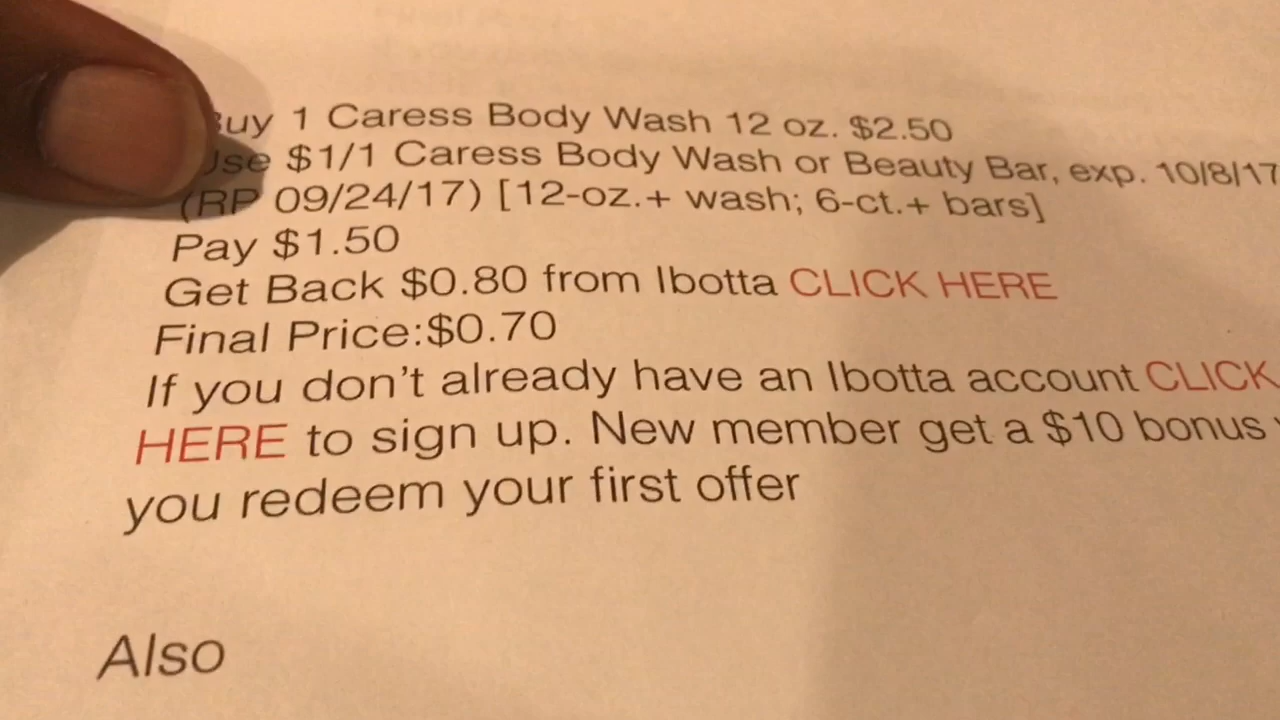 Buy 1 Caress Body Wash 12 oz. $2.50
Use $1/1 Caress Body Wash or Beauty Bar, exp. 10/8/17
(RP 09/24/17) [12-oz.+ wash; 6-ct.+ bars]
Pay $1.50
Get Back $0.80 from Ibotta CLICK HERE
Final Price:$0.70
If you don't already have an Ibotta account CLICK
HERE to sign up. New member get a $10 bonus
you redeem your first offer
Also